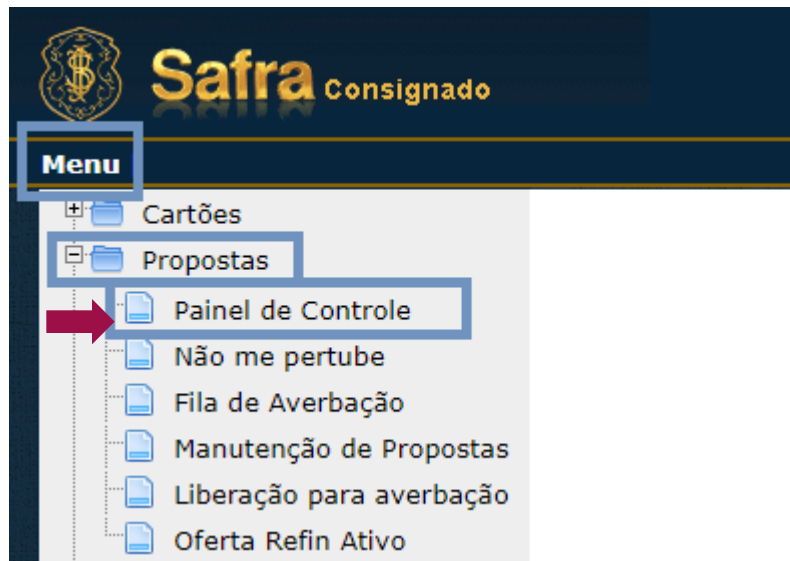 Safra Consignado
Menu
Cartões
Propostas
Painel de Controle
Não me pertube
Fila de Averbação
Manutenção de Propostas
Liberação para averbação
Oferta Refin Ativo